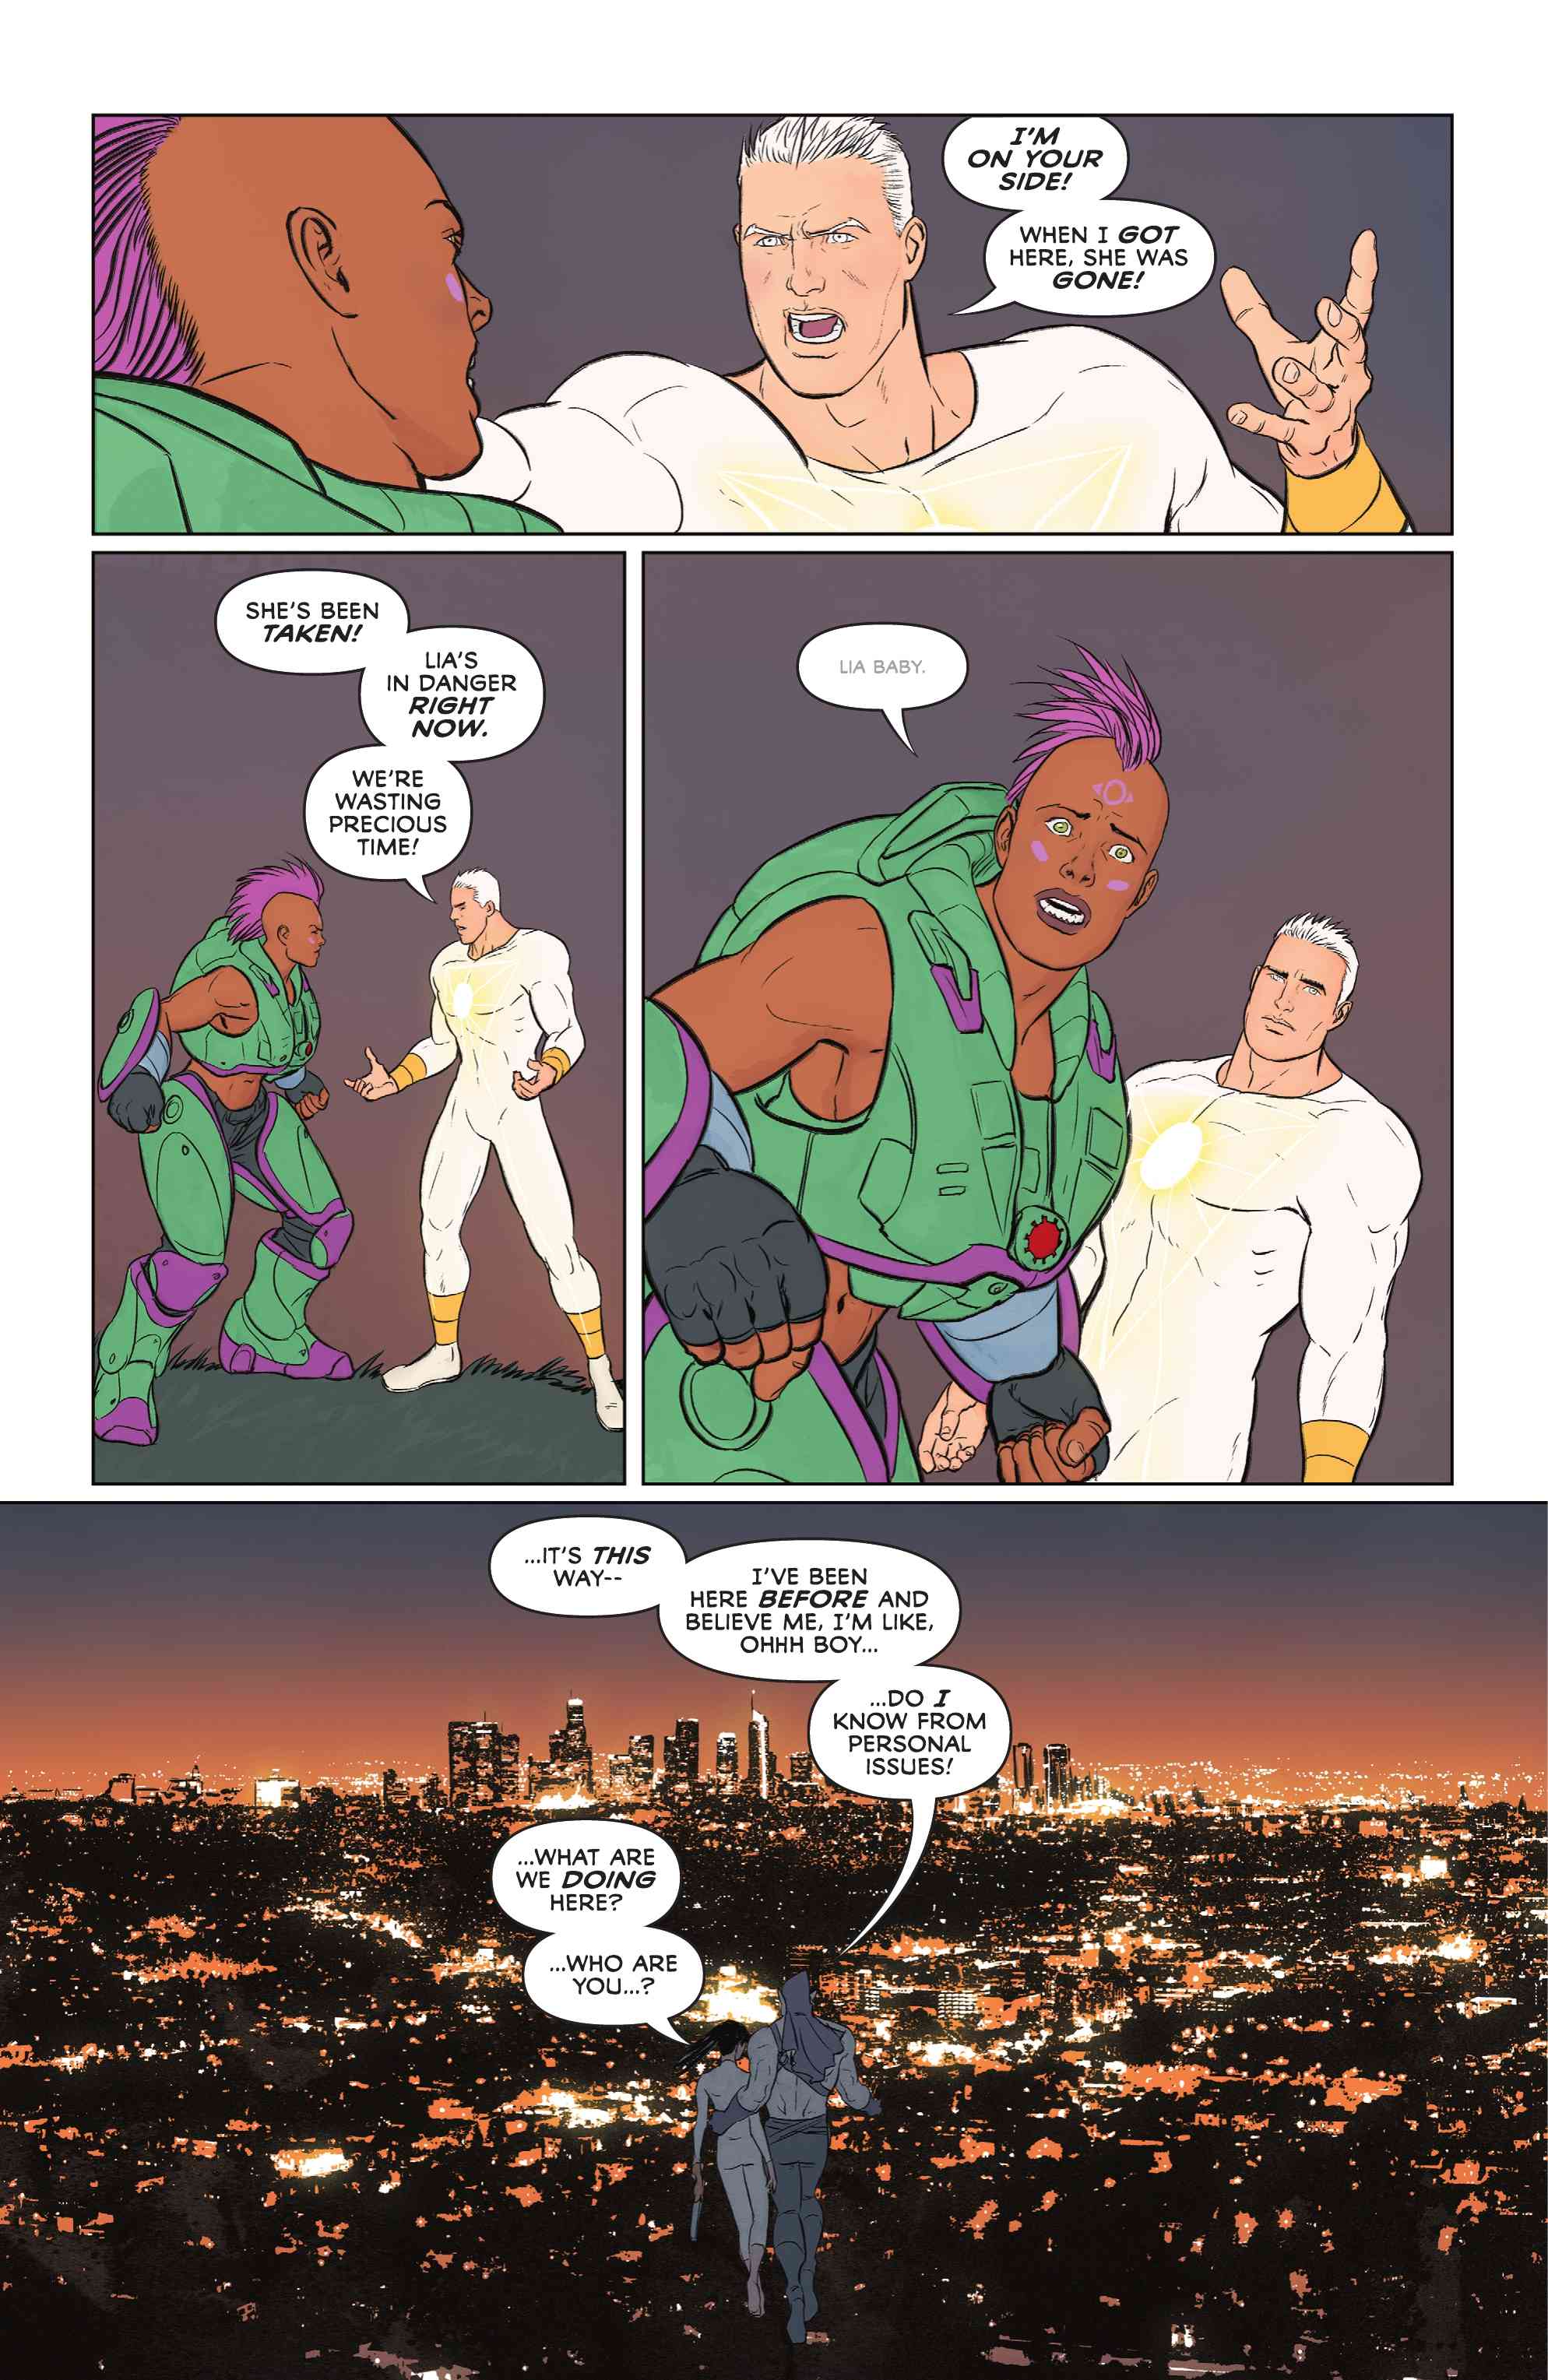 I'M
ON YOUR
SIDE!
WHEN I GOT
HERE, SHE WAS
GONE!
SHE'S BEEN
TAKEN!
LIA'S
IN DANGER
RIGHT
NOW.
WE'RE
WASTING
PRECIOUS
TIME!
LIA BABY.
...IT'S THIS
WAY--
I'VE BEEN
HERE BEFORE AND
BELIEVE ME, I'M LIKE,
OHHH BOY...
...DO I
KNOW FROM
PERSONAL
ISSUES!
...WHAT ARE
WE DOING
HERE?
...WHO ARE
YOU...?